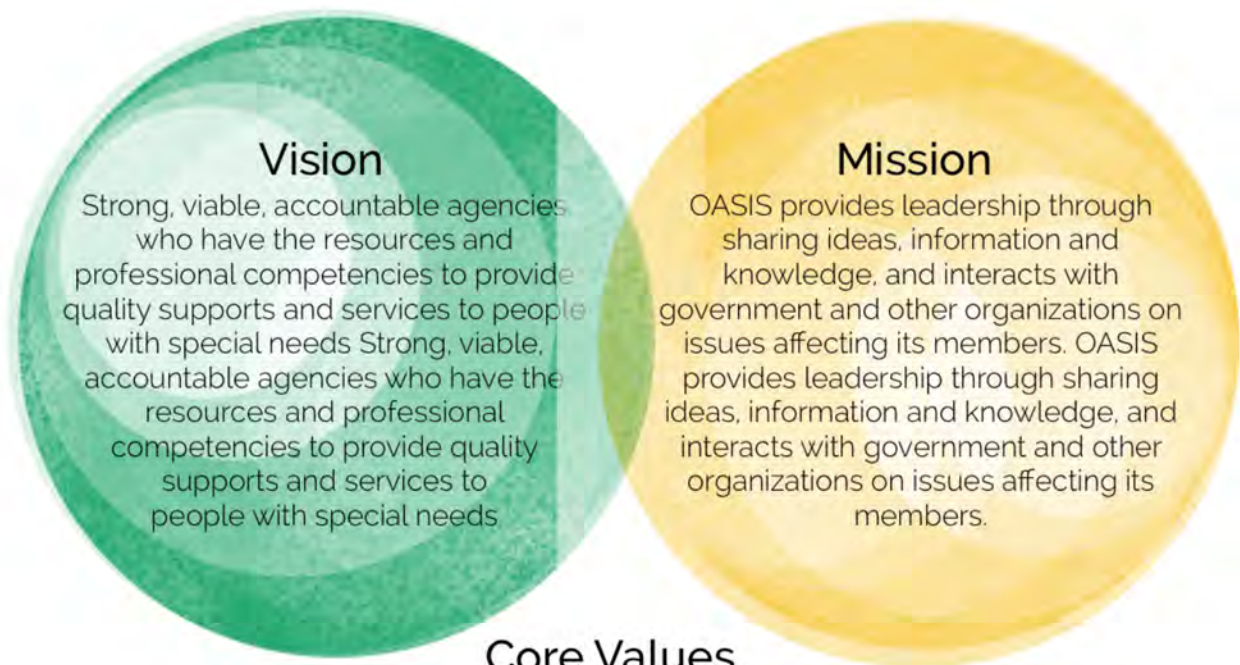 Vision
Strong, viable, accountable agencies
who have the resources and
professional competencies to provide
quality supports and services to people
with special needs Strong, viable,
accountable agencies who have the
resources and professional
competencies to provide quality
supports and services to
people with special needs
Mission
OASIS provides leadership through
sharing ideas, information and
knowledge, and interacts with
government and other organizations on
issues affecting its members. OASIS
provides leadership through sharing
ideas, information and knowledge, and
interacts with government and other
organizations on issues affecting its
members.
Core Values